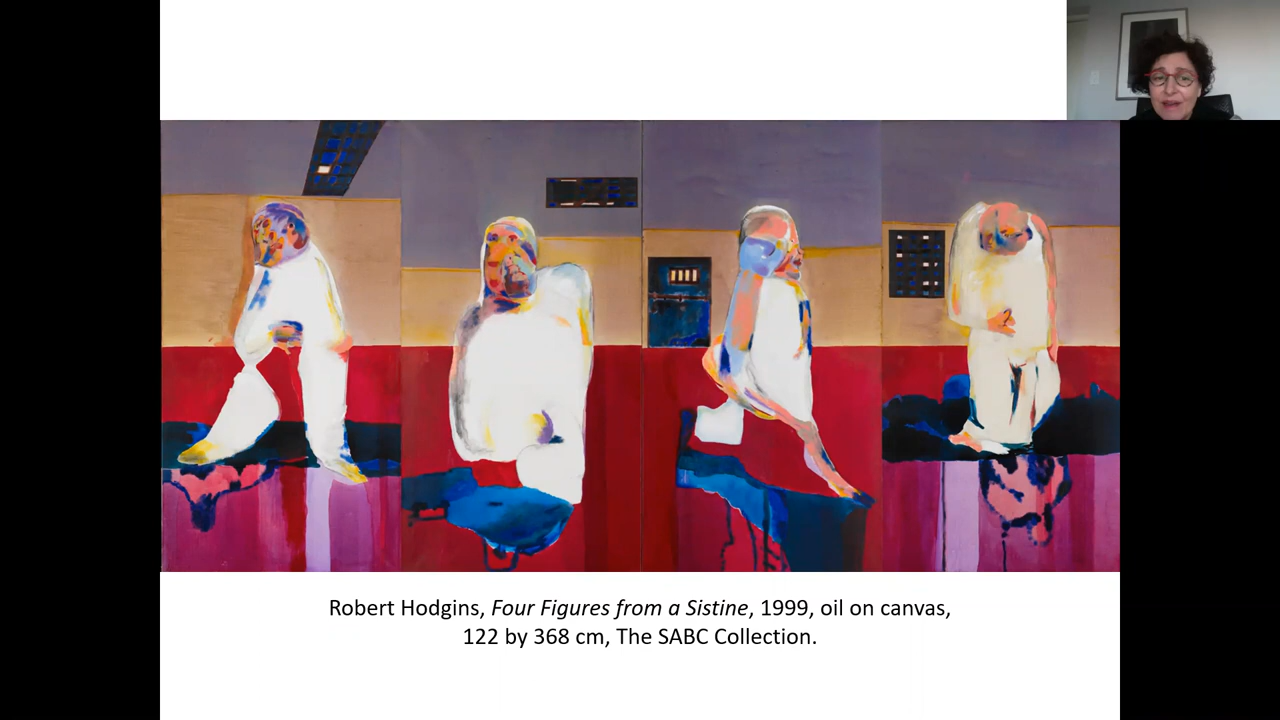 Robert Hodgins, Four Figures from a Sistine, 1999, oil on canvas,
122 by 368 cm, The SABC Collection.